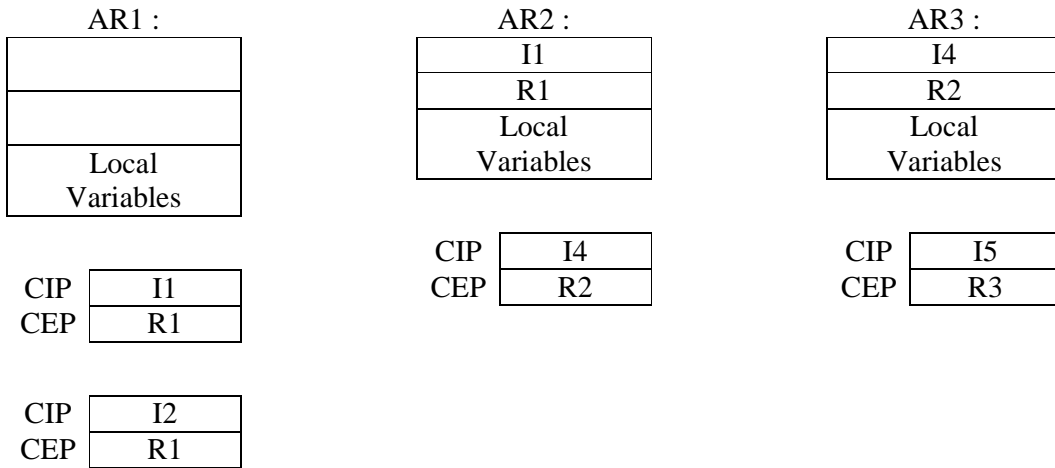 AR1 :
Local
Variables
CIP I1
CEP R1
CIP I2
CEP R1
AR2 :
I1
R1
Local
Variables
CIP I4
CEP R2
AR3 :
I4
R2
Local
Variables
CIP I5
CEP R3